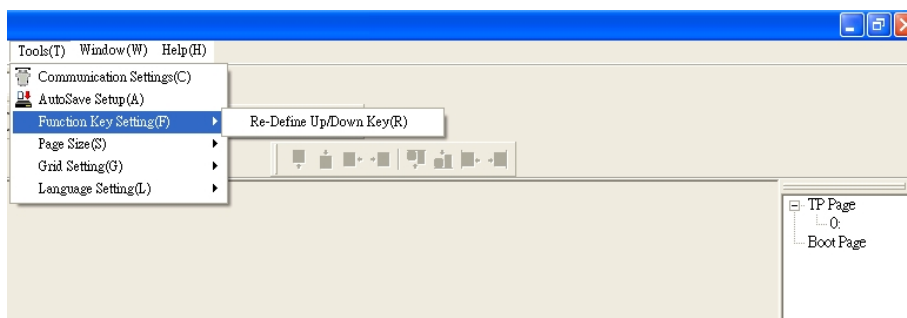 Tools(T) Window(W) Help(H)
Communication Settings(C)
AutoSave Setup(A)
Function Key Setting(F)
Re-Define Up/Down Key(R)
Page Size(S)
Grid Setting(G)
Language Setting(L)
TP Page
0:
Boot Page